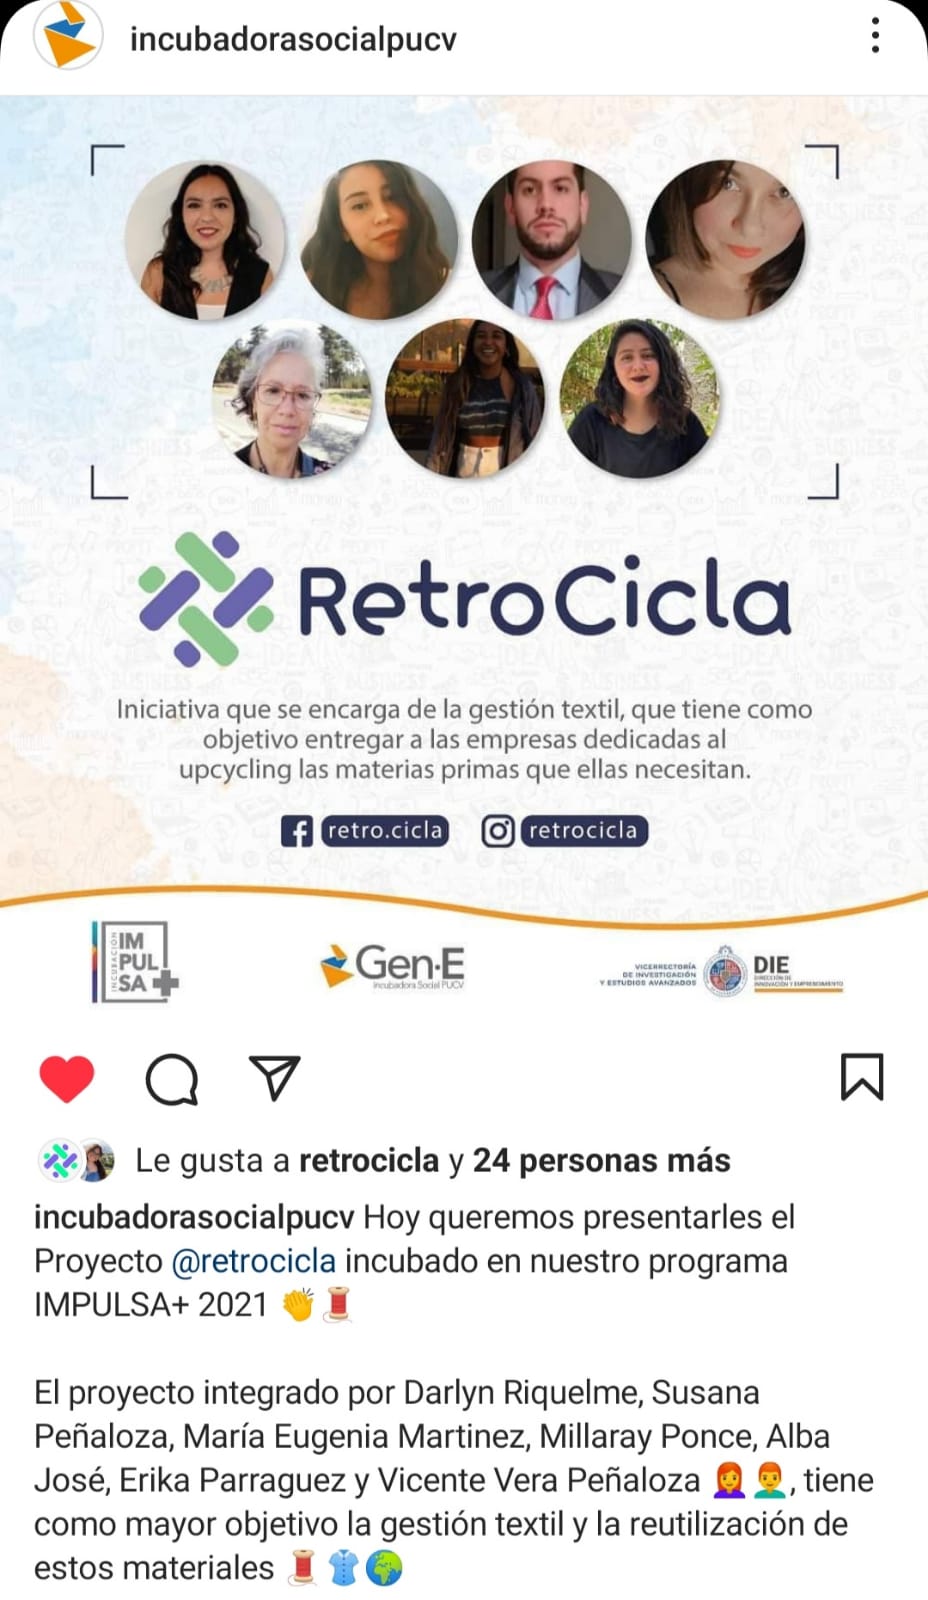 incubadorasocialpucv
RetroCicla
Iniciativa que se encarga de la gestión textil, que tiene como
objetivo entregar a las empresas dedicadas al
upcycling las materias primas que ellas necesitan.
retro.cicla
retrocicla
INCUBACIÓN
IM
PUL
SA+
Gen·E
Incubadora Social PUCV
VICERRECTORÍA
DE INVESTIGACIÓN
Y ESTUDIOS AVANZADOS
DIE
DIRECCIÓN DE
INNOVACIÓN Y EMPRENDIMIENTO
Le gusta a retrocicla y 24 personas más
incubadorasocialpucv Hoy queremos presentarles el
Proyecto @retrocicla incubado en nuestro programa
IMPULSA+ 2021 👏🧵
El proyecto integrado por Darlyn Riquelme, Susana
Peñaloza, María Eugenia Martinez, Millaray Ponce, Alba
José, Erika Parraguez y Vicente Vera Peñaloza 👩‍🦰👨‍🦰, tiene
como mayor objetivo la gestión textil y la reutilización de
estos materiales 🧵👚🌍